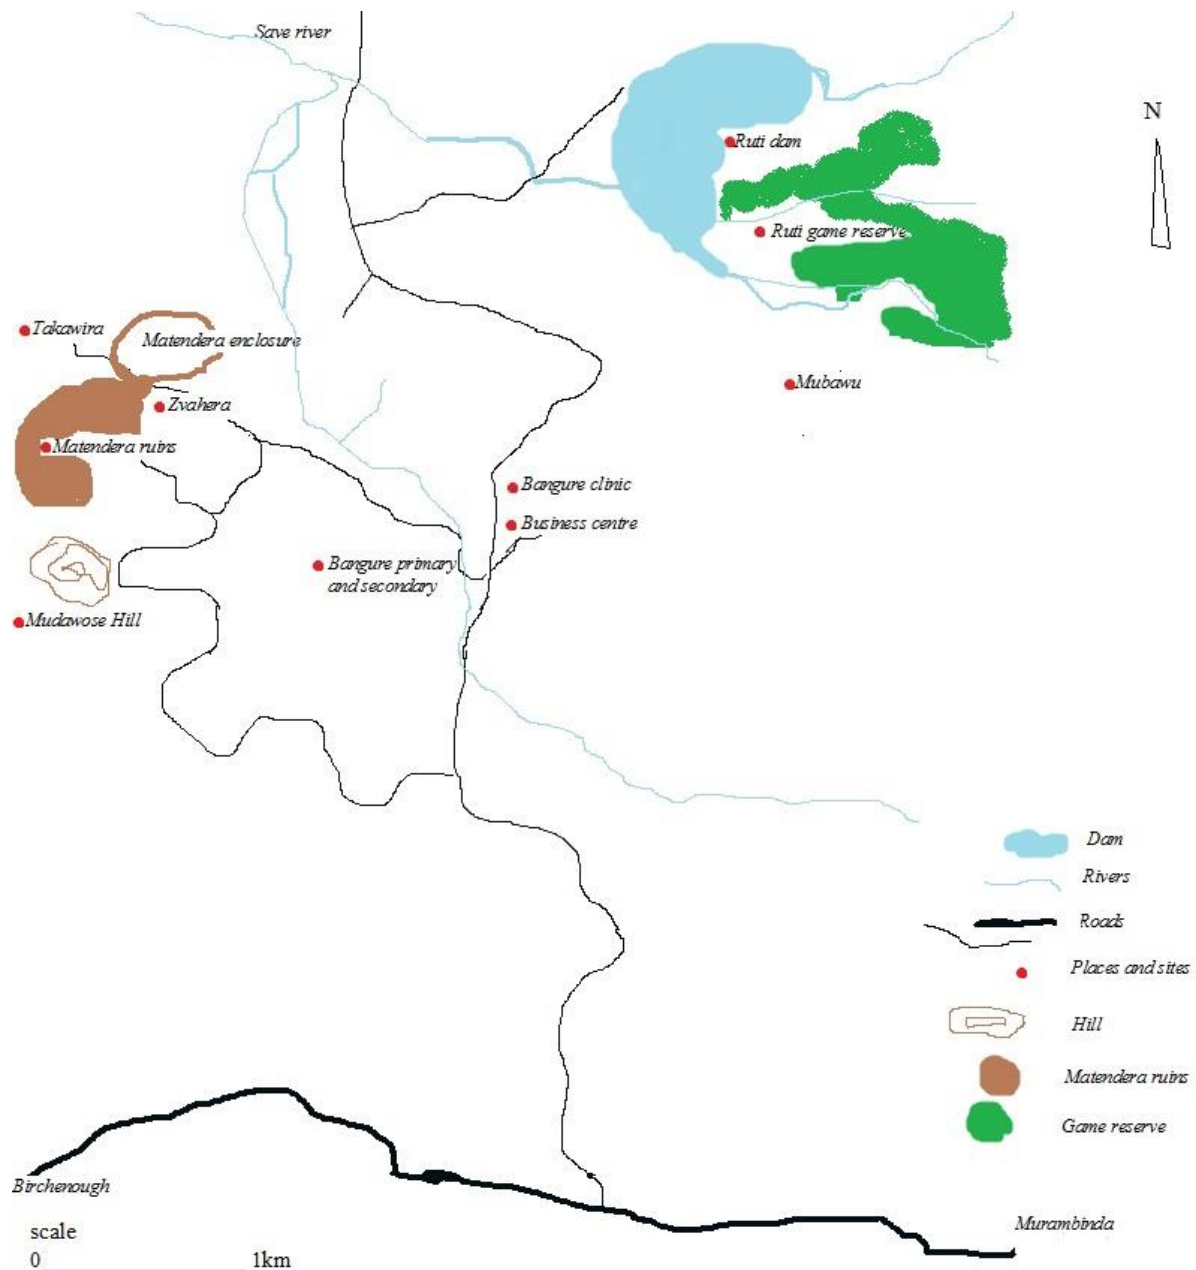 Save river
N
Ruti dam
Ruti game reserve
Takawira
Matendera enclosure
Mubawu
Zvahera
Matendera ruins
Bangure clinic
Business centre
Bangure primary
and secondary
Mudawose Hill
Dam
Rivers
Roads
Places and sites
Hill
Matendera ruins
Game reserve
Birchenough
Murambinda
scale
0 1km